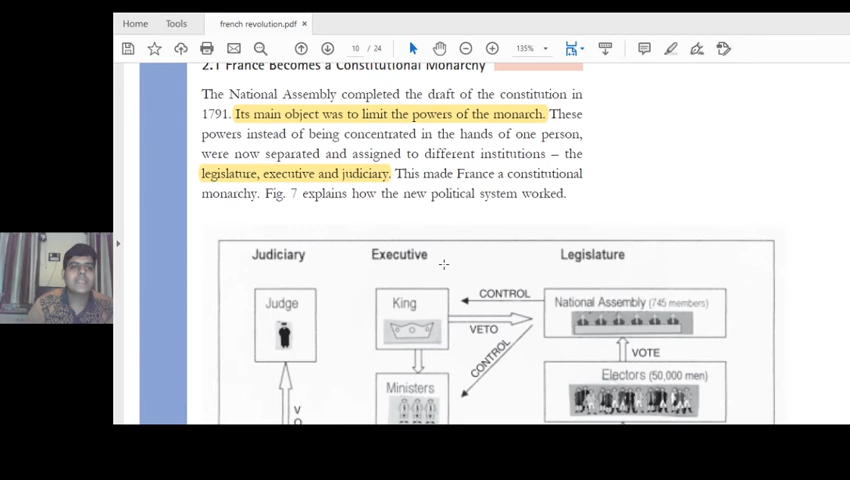 Home Tools french revolution.pdf ×
10 / 24 135%
2.1 France Becomes a Constitutional Monarchy
The National Assembly completed the draft of the constitution in
1791. Its main object was to limit the powers of the monarch. These
powers instead of being concentrated in the hands of one person,
were now separated and assigned to different institutions – the
legislature, executive and judiciary. This made France a constitutional
monarchy. Fig. 7 explains how the new political system worked.
Judiciary Executive Legislature
Judge King CONTROL National Assembly (745 members)
VETO
CONTROL VOTE
Ministers Electors (50,000 men)
V
O